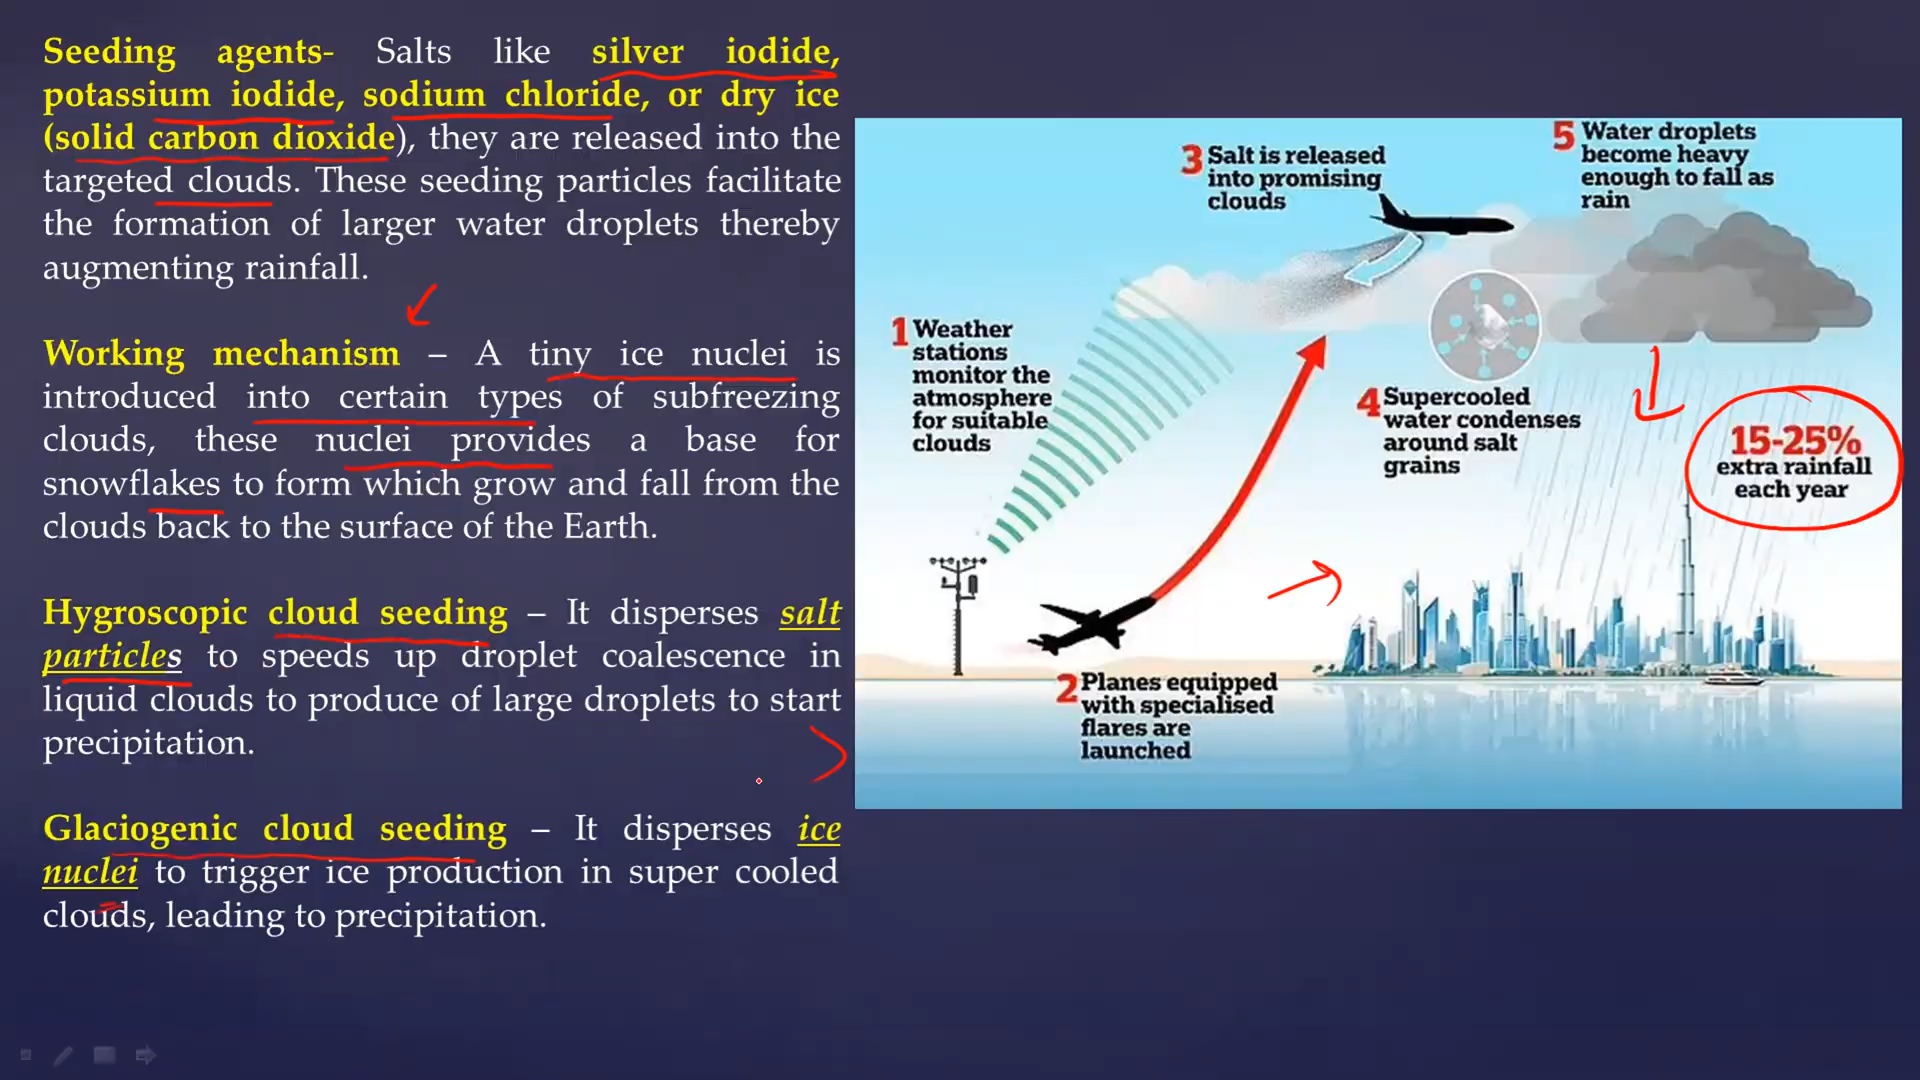 Seeding agents- Salts like silver iodide,
potassium iodide, sodium chloride, or dry ice
(solid carbon dioxide), they are released into the
targeted clouds. These seeding particles facilitate
the formation of larger water droplets thereby
augmenting rainfall.
Working mechanism – A tiny ice nuclei is
introduced into certain types of subfreezing
clouds, these nuclei provides a base for
snowflakes to form which grow and fall from the
clouds back to the surface of the Earth.
Hygroscopic cloud seeding – It disperses salt
particles to speeds up droplet coalescence in
liquid clouds to produce of large droplets to start
precipitation.
Glaciogenic cloud seeding – It disperses ice
nuclei to trigger ice production in super cooled
clouds, leading to precipitation.
1 Weather
stations
monitor the
atmosphere
for suitable
clouds
2 Planes equipped
with specialised
flares are
launched
3 Salt is released
into promising
clouds
4 Supercooled
water condenses
around salt
grains
5 Water droplets
become heavy
enough to fall as
rain
15-25%
extra rainfall
each year